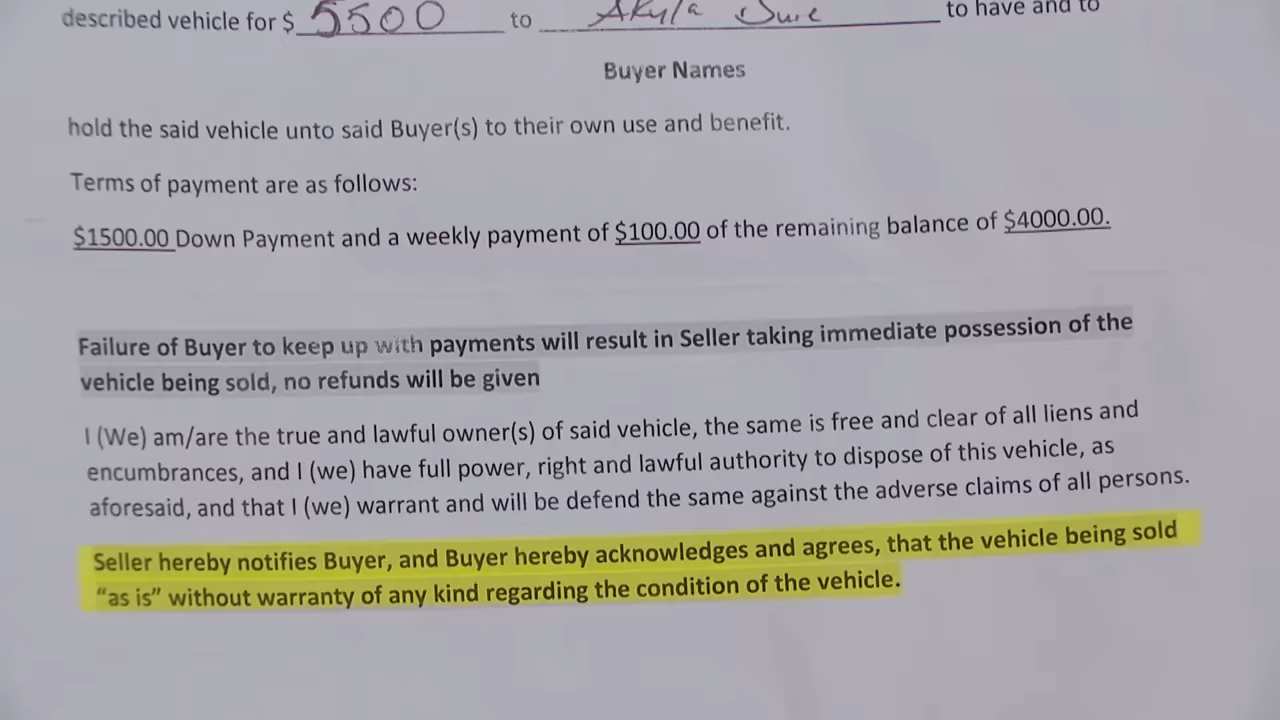 described vehicle for $ 5500 to Akyla to have and to
Buyer Names
hold the said vehicle unto said Buyer(s) to their own use and benefit.
Terms of payment are as follows:
$1500.00 Down Payment and a weekly payment of $100.00 of the remaining balance of $4000.00.
Failure of Buyer to keep up with payments will result in Seller taking immediate possession of the
vehicle being sold, no refunds will be given
I (We) am/are the true and lawful owner(s) of said vehicle, the same is free and clear of all liens and
encumbrances, and I (we) have full power, right and lawful authority to dispose of this vehicle, as
aforesaid, and that I (we) warrant and will be defend the same against the adverse claims of all persons.
Seller hereby notifies Buyer, and Buyer hereby acknowledges and agrees, that the vehicle being sold
“as is” without warranty of any kind regarding the condition of the vehicle.